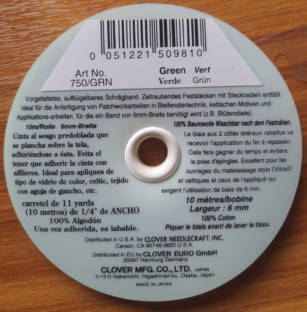 0 051221 509810
Art No. Green Vert
750/GRN Verde Grün
Vorgefaltetes, aufbügelbares Schrägband. Zeitraubendes Feststecken mit Stecknadeln entfällt.
Ideal für die Anfertigung von Patchworkarbeiten in Bleifenstertechnik, keltischen Motiven und
Applikations-arbeiten, für die ein Band von 6mm Breite benötigt wird (z.B. Blütenstiele).
10m/Rolle 6mm-Breite
100% Baumwolle Waschbar nach dem Festnähen.
Cinta al sesgo predoblada que
se plancha sobre la tela,
adhiriéndose a ésta. Evita el
tener que adherir la cinta con
alfileres. Ideal para apliques de
tipo de vidrio de color, celtic, tejido
con aguja de gancho, etc.
carretel de 11 yards
(10 metros) de 1/4" de ANCHO
100% Algodón
Una vez adherida, es labable.
Le biais aux 2 côtés latéraux rabattus va
recevoir l'application du fer à repasser.
Cela fera gagner du temps et évitera
la pose d'épingles. Excellent pour les
ouvrages du matelassage style (Vitrail)
et celtiques et ceux de l'appliqué qui
exigent l'utilisation de biais de 6 mm.
10 mètres/bobine
Largeur : 6 mm
100% Coton
Piquer le biais avant de laver le tissu.
Distributed in U.S.A. by CLOVER NEEDLECRAFT, INC.
Carson, CA 90746-3620 U.S.A.
Distributed in EU by CLOVER EURO GmbH
20097 Hamburg Germany
CLOVER MFG. CO., LTD. JAPAN
3-15-5 Nakamichi, Higashinari-ku, Osaka, Japan
MADE IN JAPAN